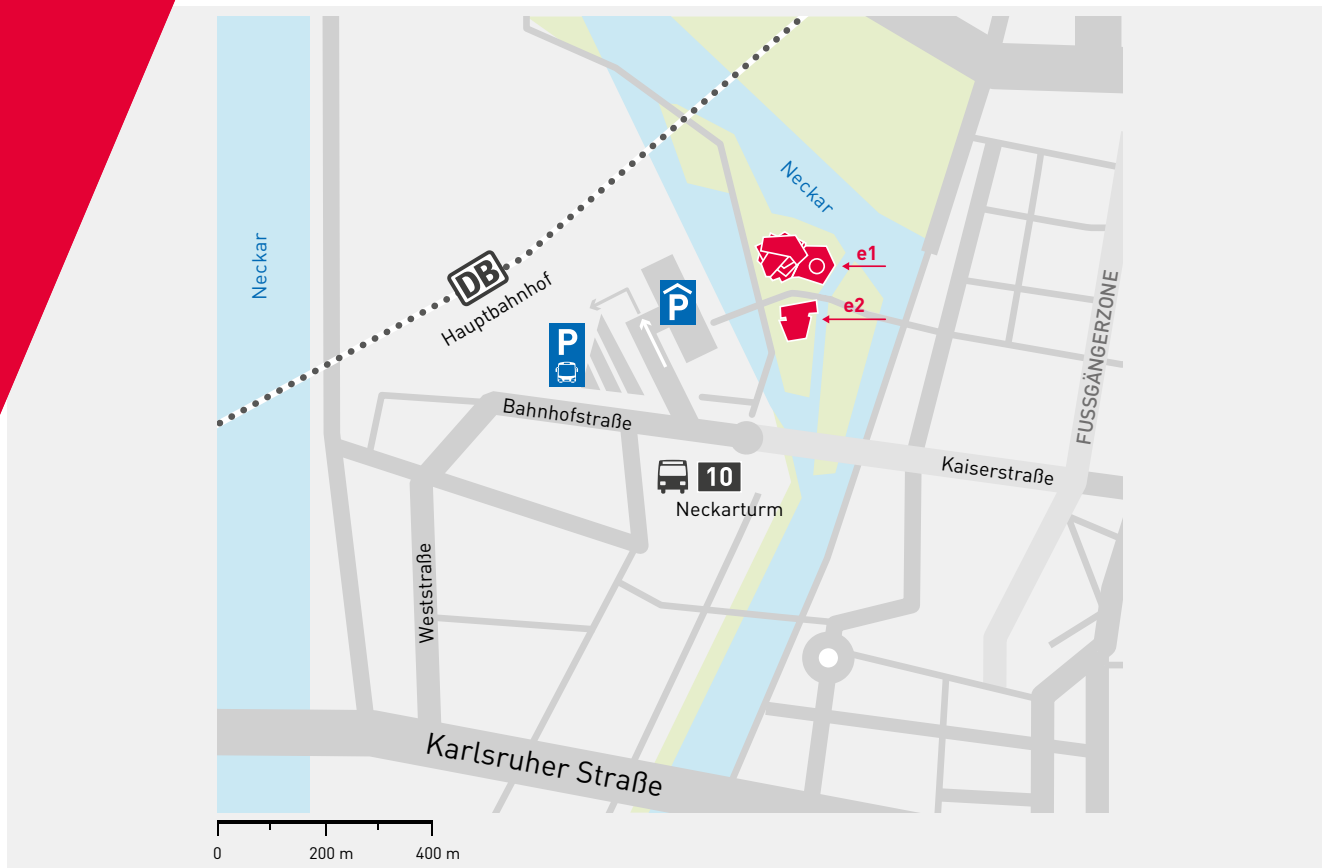 Neckar
Neckar
e1
e2
DB
Hauptbahnhof
P
P
FUSSGÄNGERZONE
Bahnhofstraße
Kaiserstraße
10
Neckarturm
Weststraße
Karlsruher Straße
0 200 m 400 m